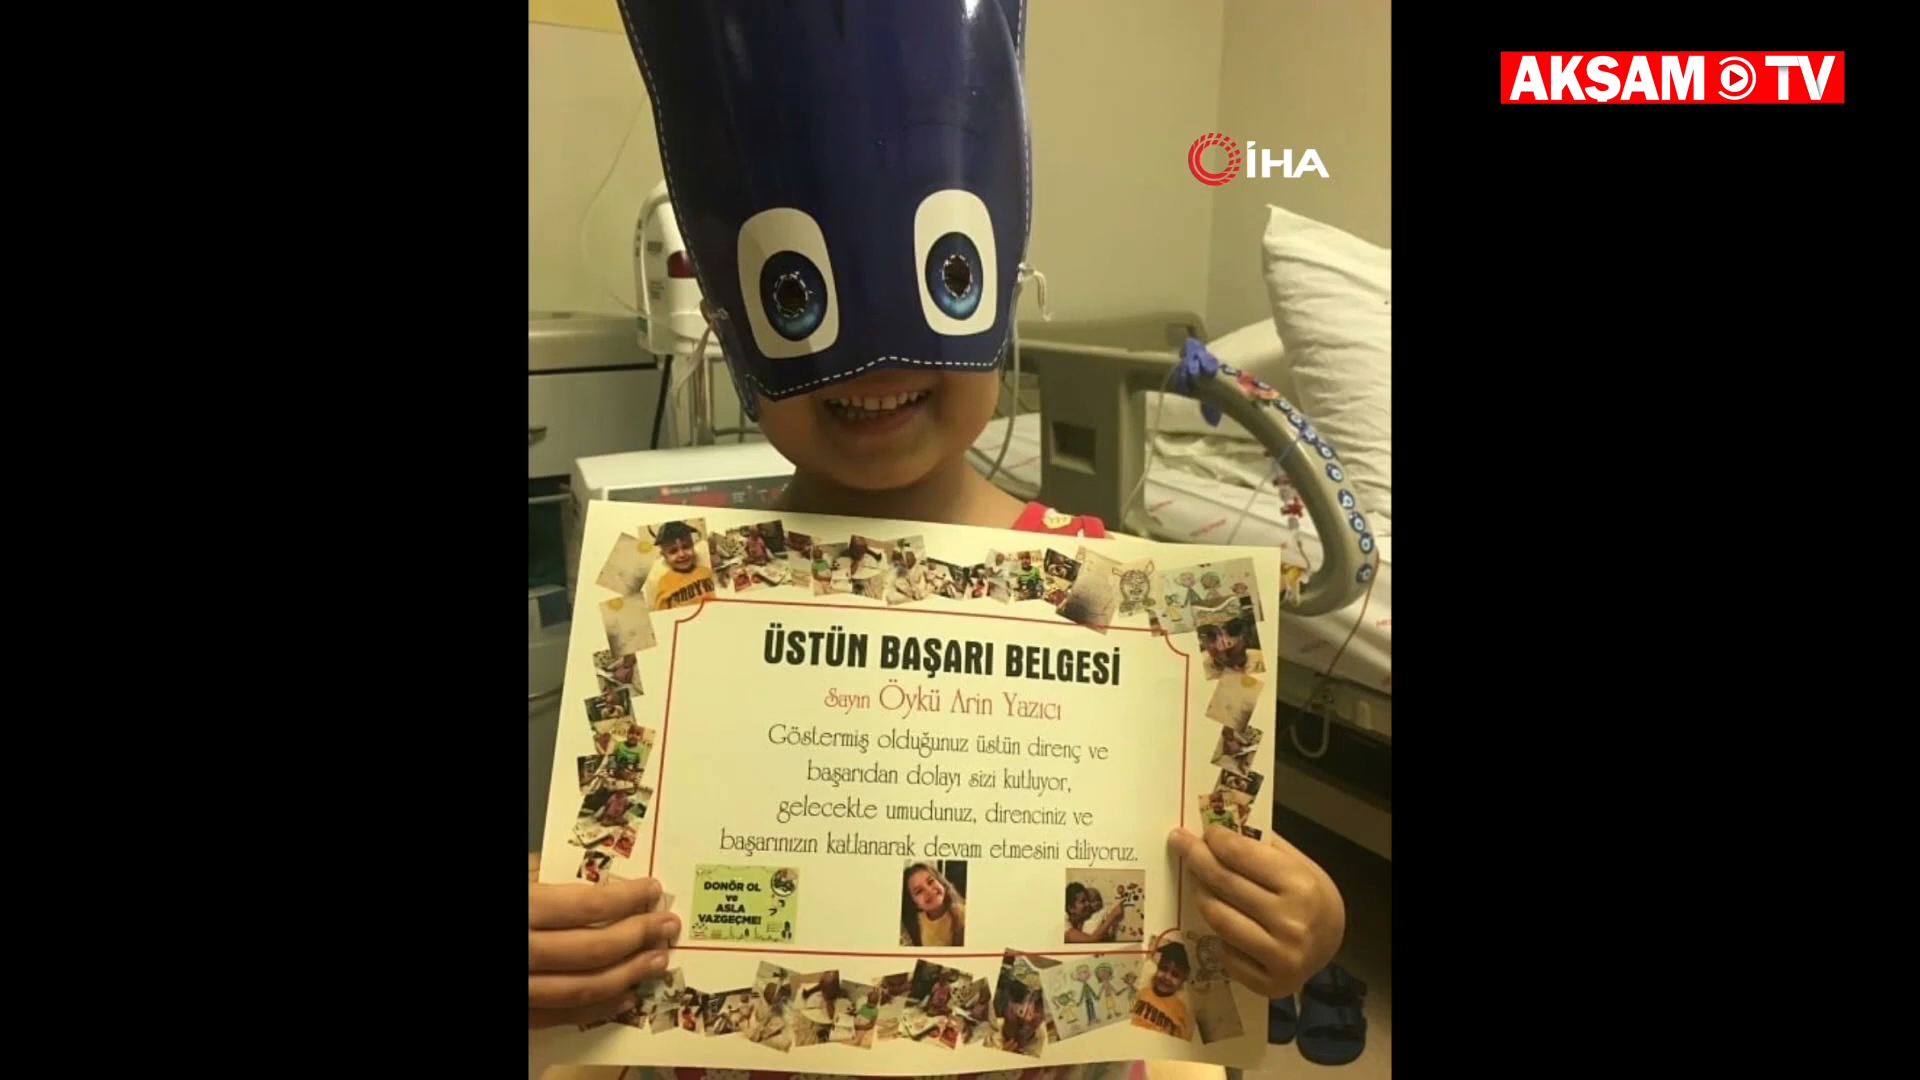 AKŞAM TV
İHA
ÜSTÜN BAŞARI BELGESİ
Sayın Öykü Arin Yazıcı
Göstermiş olduğunuz üstün direnç ve
başarıdan dolayı sizi kutluyor,
gelecekte umudunuz, direnciniz ve
başarınızın katlanarak devam etmesini diliyoruz.
DONÖR OL
ve
ASLA
VAZGEÇME!